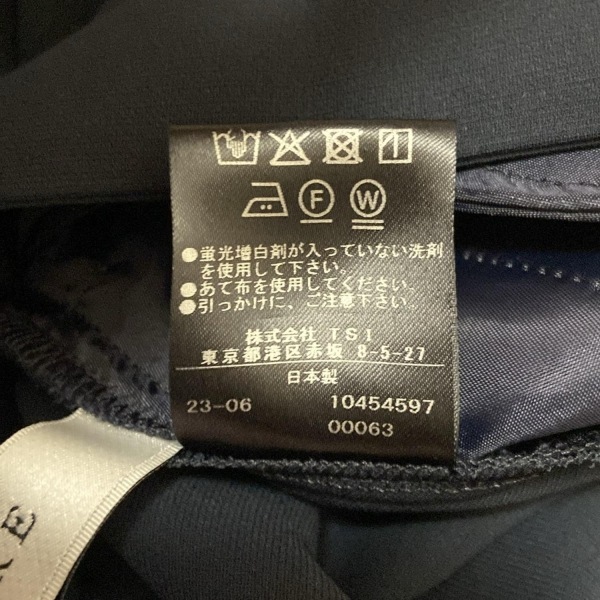 F W
●蛍光増白剤が入っていない洗剤
を使用して下さい。
●あて布を使用してください。
●引っかけに、ご注意下さい。
株式会社 TSI
東京都港区赤坂 8-5-27
日本製
23-06 10454597
00063
RE